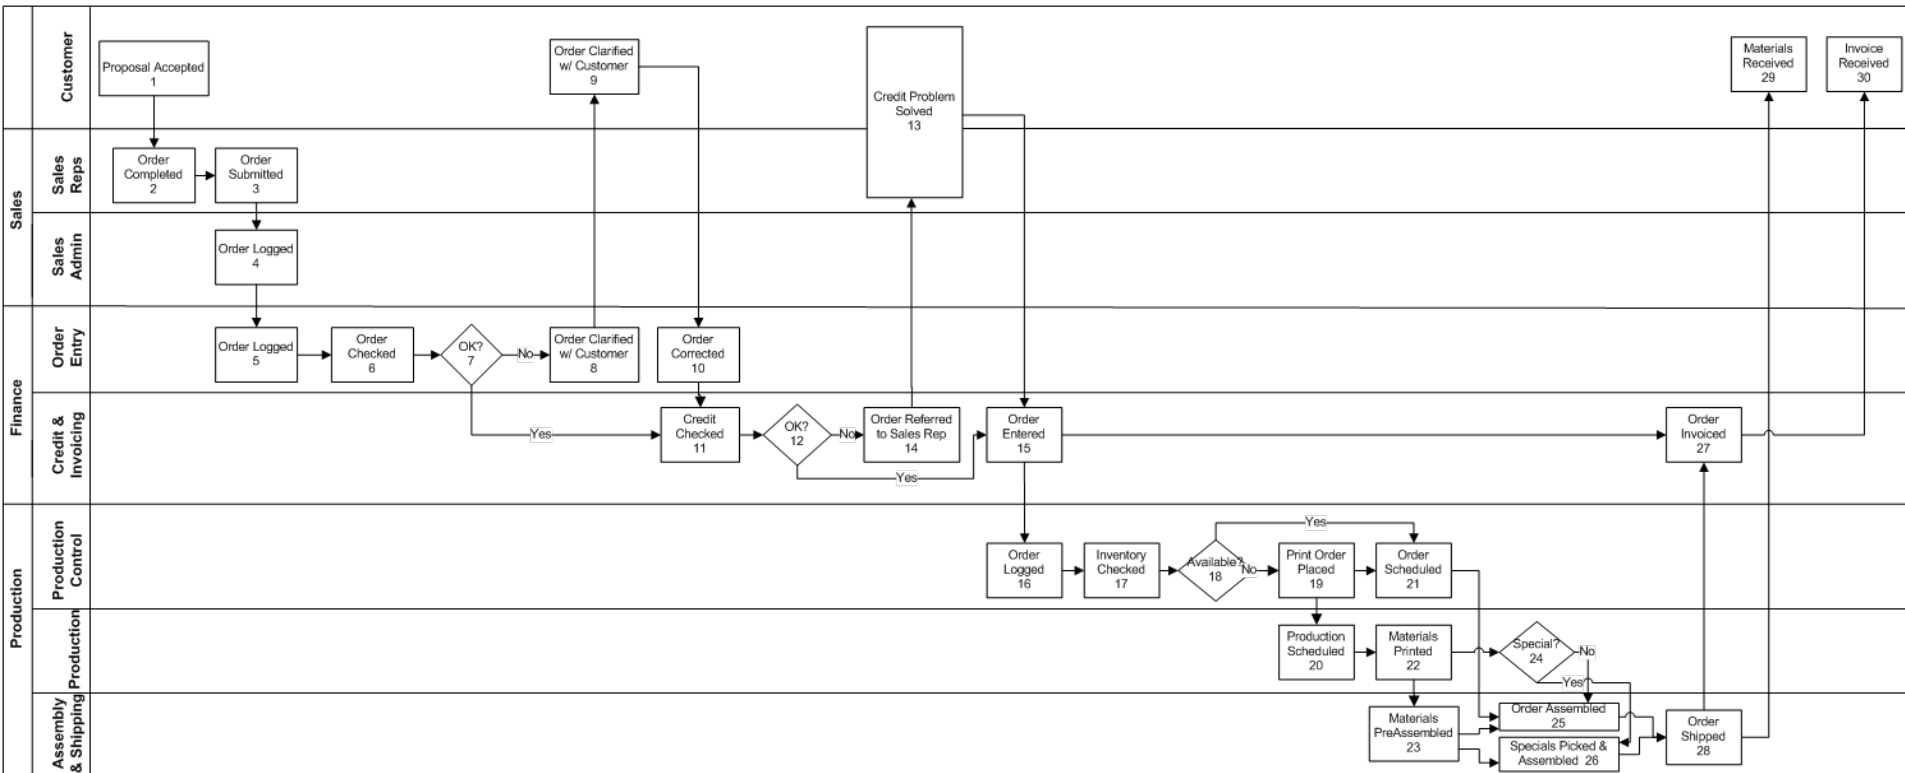 Customer
Proposal Accepted
1
Order Clarified
w/ Customer
9
Credit Problem
Solved
13
Materials
Received
29
Invoice
Received
30
Sales
Sales
Reps
Order
Completed
2
Order
Submitted
3
Sales
Admin
Order Logged
4
Finance
Order
Entry
Order Logged
5
Order
Checked
6
OK?
7
No
Order Clarified
w/ Customer
8
Order
Corrected
10
Credit &
Invoicing
Yes
Credit
Checked
11
OK?
12
No
Order Referred
to Sales Rep
14
Yes
Order
Entered
15
Order
Invoiced
27
Production
Production
Control
Order
Logged
16
Inventory
Checked
17
Available?
18
No
Yes
Print Order
Placed
19
Order
Scheduled
21
Production
Production
Scheduled
20
Materials
Printed
22
Special?
24
No
Yes
Assembly
& Shipping
Materials
PreAssembled
23
Order Assembled
25
Specials Picked &
Assembled 26
Order
Shipped
28